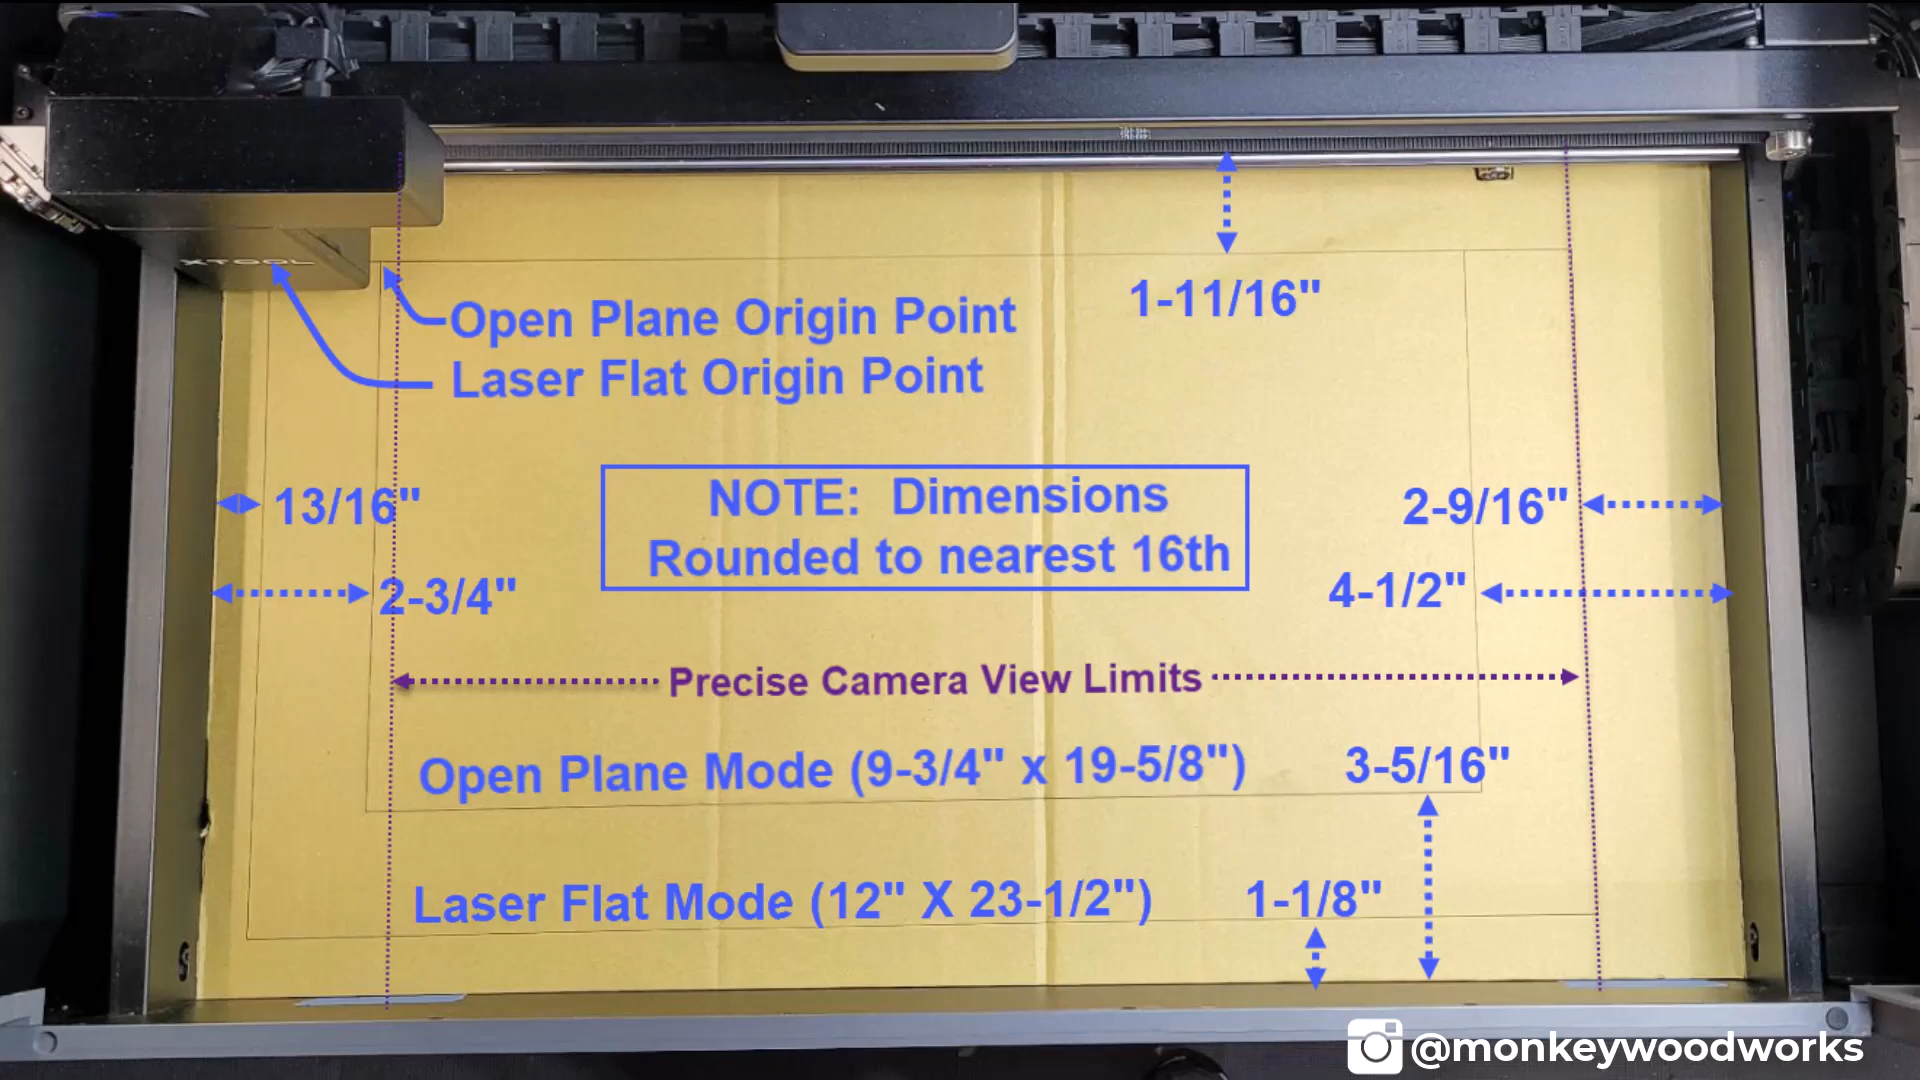 XTOOL
1-11/16"
Open Plane Origin Point
Laser Flat Origin Point
13/16"
NOTE: Dimensions
Rounded to nearest 16th
2-9/16"
2-3/4"
4-1/2"
Precise Camera View Limits
Open Plane Mode (9-3/4" x 19-5/8")
3-5/16"
Laser Flat Mode (12" X 23-1/2")
1-1/8"
@monkeywoodworks